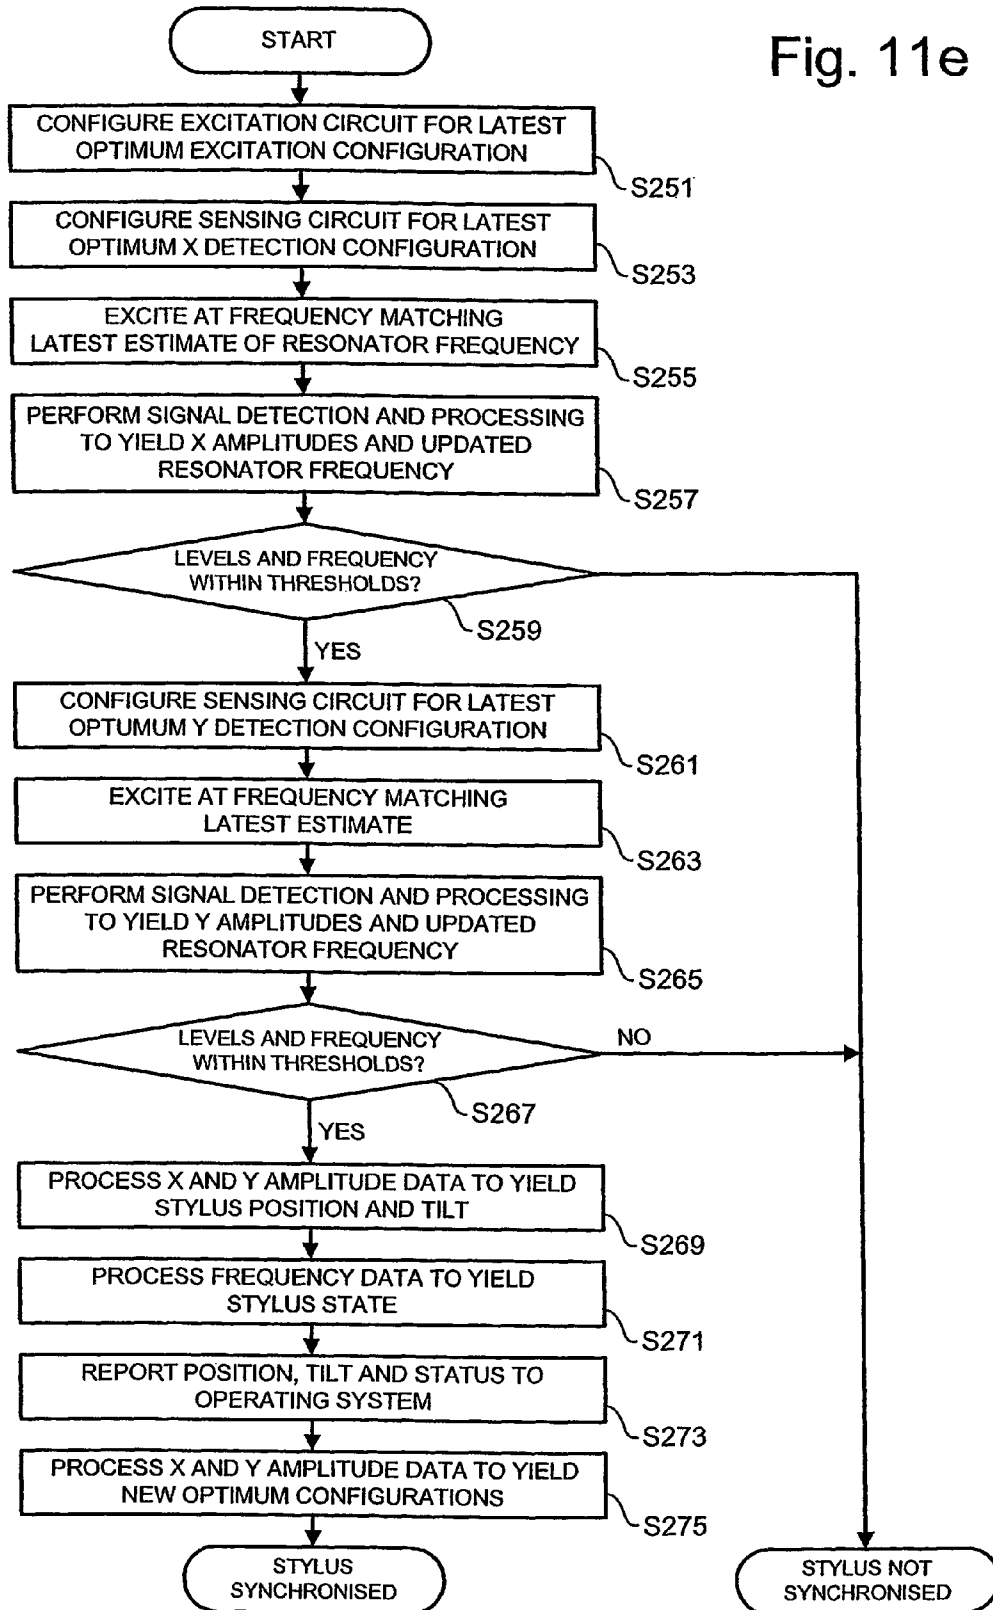 START
Fig. 11e
CONFIGURE EXCITATION CIRCUIT FOR LATEST
OPTIMUM EXCITATION CONFIGURATION
S251
CONFIGURE SENSING CIRCUIT FOR LATEST
OPTIMUM X DETECTION CONFIGURATION
S253
EXCITE AT FREQUENCY MATCHING
LATEST ESTIMATE OF RESONATOR FREQUENCY
S255
PERFORM SIGNAL DETECTION AND PROCESSING
TO YIELD X AMPLITUDES AND UPDATED
RESONATOR FREQUENCY
S257
LEVELS AND FREQUENCY
WITHIN THRESHOLDS?
S259
YES
CONFIGURE SENSING CIRCUIT FOR LATEST
OPTUMUM Y DETECTION CONFIGURATION
S261
EXCITE AT FREQUENCY MATCHING
LATEST ESTIMATE
S263
PERFORM SIGNAL DETECTION AND PROCESSING
TO YIELD Y AMPLITUDES AND UPDATED
RESONATOR FREQUENCY
S265
LEVELS AND FREQUENCY
WITHIN THRESHOLDS?
NO
S267
YES
PROCESS X AND Y AMPLITUDE DATA TO YIELD
STYLUS POSITION AND TILT
S269
PROCESS FREQUENCY DATA TO YIELD
STYLUS STATE
S271
REPORT POSITION, TILT AND STATUS TO
OPERATING SYSTEM
S273
PROCESS X AND Y AMPLITUDE DATA TO YIELD
NEW OPTIMUM CONFIGURATIONS
S275
STYLUS
SYNCHRONISED
STYLUS NOT
SYNCHRONISED